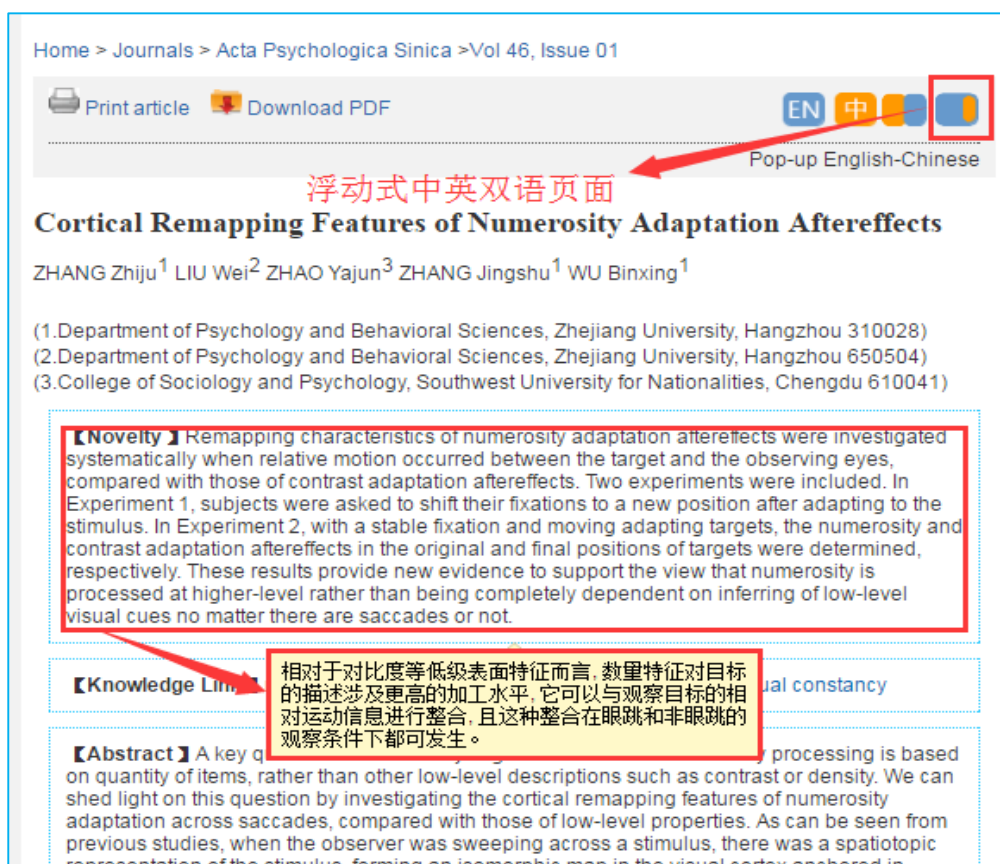 Home > Journals > Acta Psychologica Sinica >Vol 46, Issue 01
Print article Download PDF EN 中
Pop-up English-Chinese
浮动式中英双语页面
Cortical Remapping Features of Numerosity Adaptation Aftereffects
ZHANG Zhiju1 LIU Wei2 ZHAO Yajun3 ZHANG Jingshu1 WU Binxing1
(1.Department of Psychology and Behavioral Sciences, Zhejiang University, Hangzhou 310028)
(2.Department of Psychology and Behavioral Sciences, Zhejiang University, Hangzhou 650504)
(3.College of Sociology and Psychology, Southwest University for Nationalities, Chengdu 610041)
【Novelty】Remapping characteristics of numerosity adaptation aftereffects were investigated
systematically when relative motion occurred between the target and the observing eyes,
compared with those of contrast adaptation aftereffects. Two experiments were included. In
Experiment 1, subjects were asked to shift their fixations to a new position after adapting to the
stimulus. In Experiment 2, with a stable fixation and moving adapting targets, the numerosity and
contrast adaptation aftereffects in the original and final positions of targets were determined,
respectively. These results provide new evidence to support the view that numerosity is
processed at higher-level rather than being completely dependent on inferring of low-level
visual cues no matter there are saccades or not.
相对于对比度等低级表面特征而言,数量特征对目标
的描述涉及更高的加工水平,它可以与观察目标的相
对运动信息进行整合,且这种整合在眼跳和非眼跳的
观察条件下都可发生。
【Knowledge constancy
【Abstract】A key processing is based
on quantity of items, rather than other low-level descriptions such as contrast or density. We can
shed light on this question by investigating the cortical remapping features of numerosity
adaptation across saccades, compared with those of low-level properties. As can be seen from
previous studies, when the observer was sweeping across a stimulus, there was a spatiotopic
representation of the stimulus, forming an isomorphic map in the visual cortex anchored in